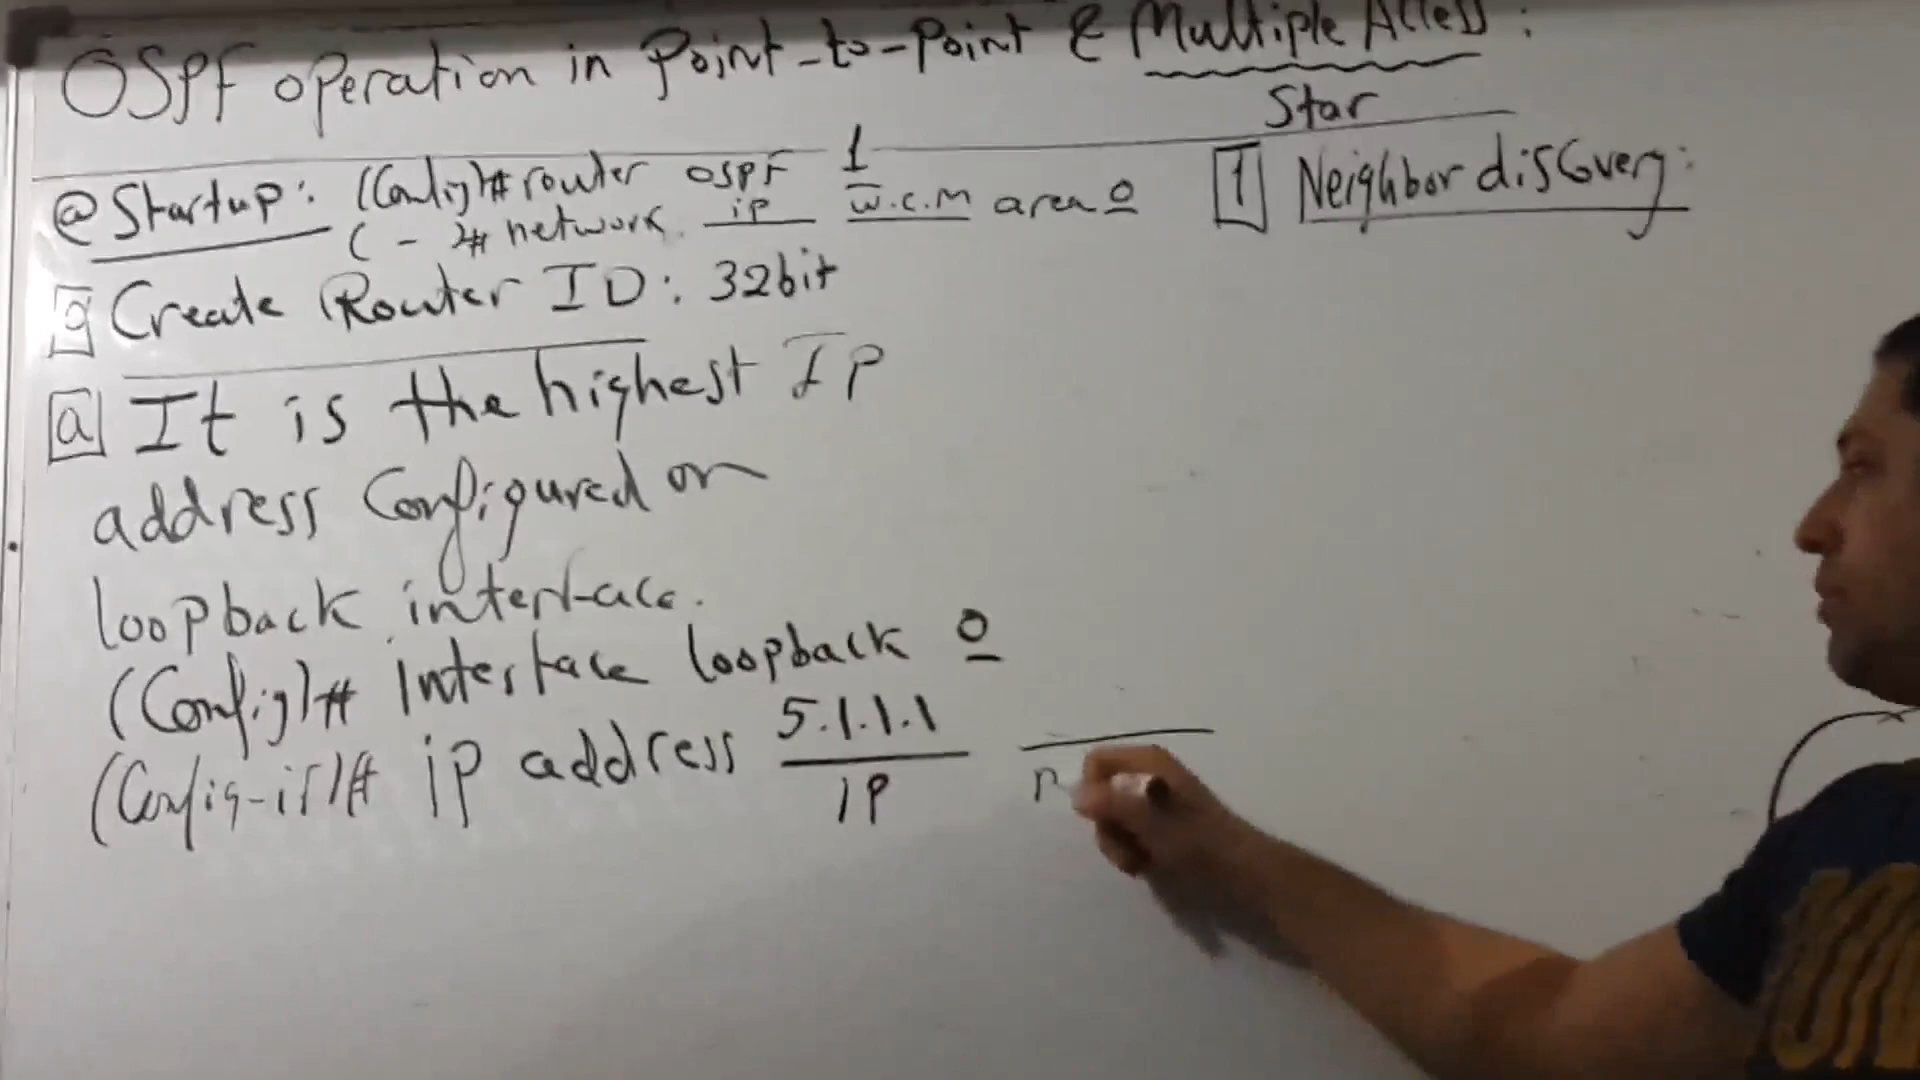 OSPF operation in Point-to-Point & Multiple Access:
Star
@Startup: (Config)# router OSPF 1
( - )# network ip w.c.m area 0
Create Router ID: 32bit
a It is the highest IP
address Configured on
loopback interface.
(Config)# Interface loopback 0
(Config-if)# ip address 5.1.1.1
IP
1 Neighbor discovery: